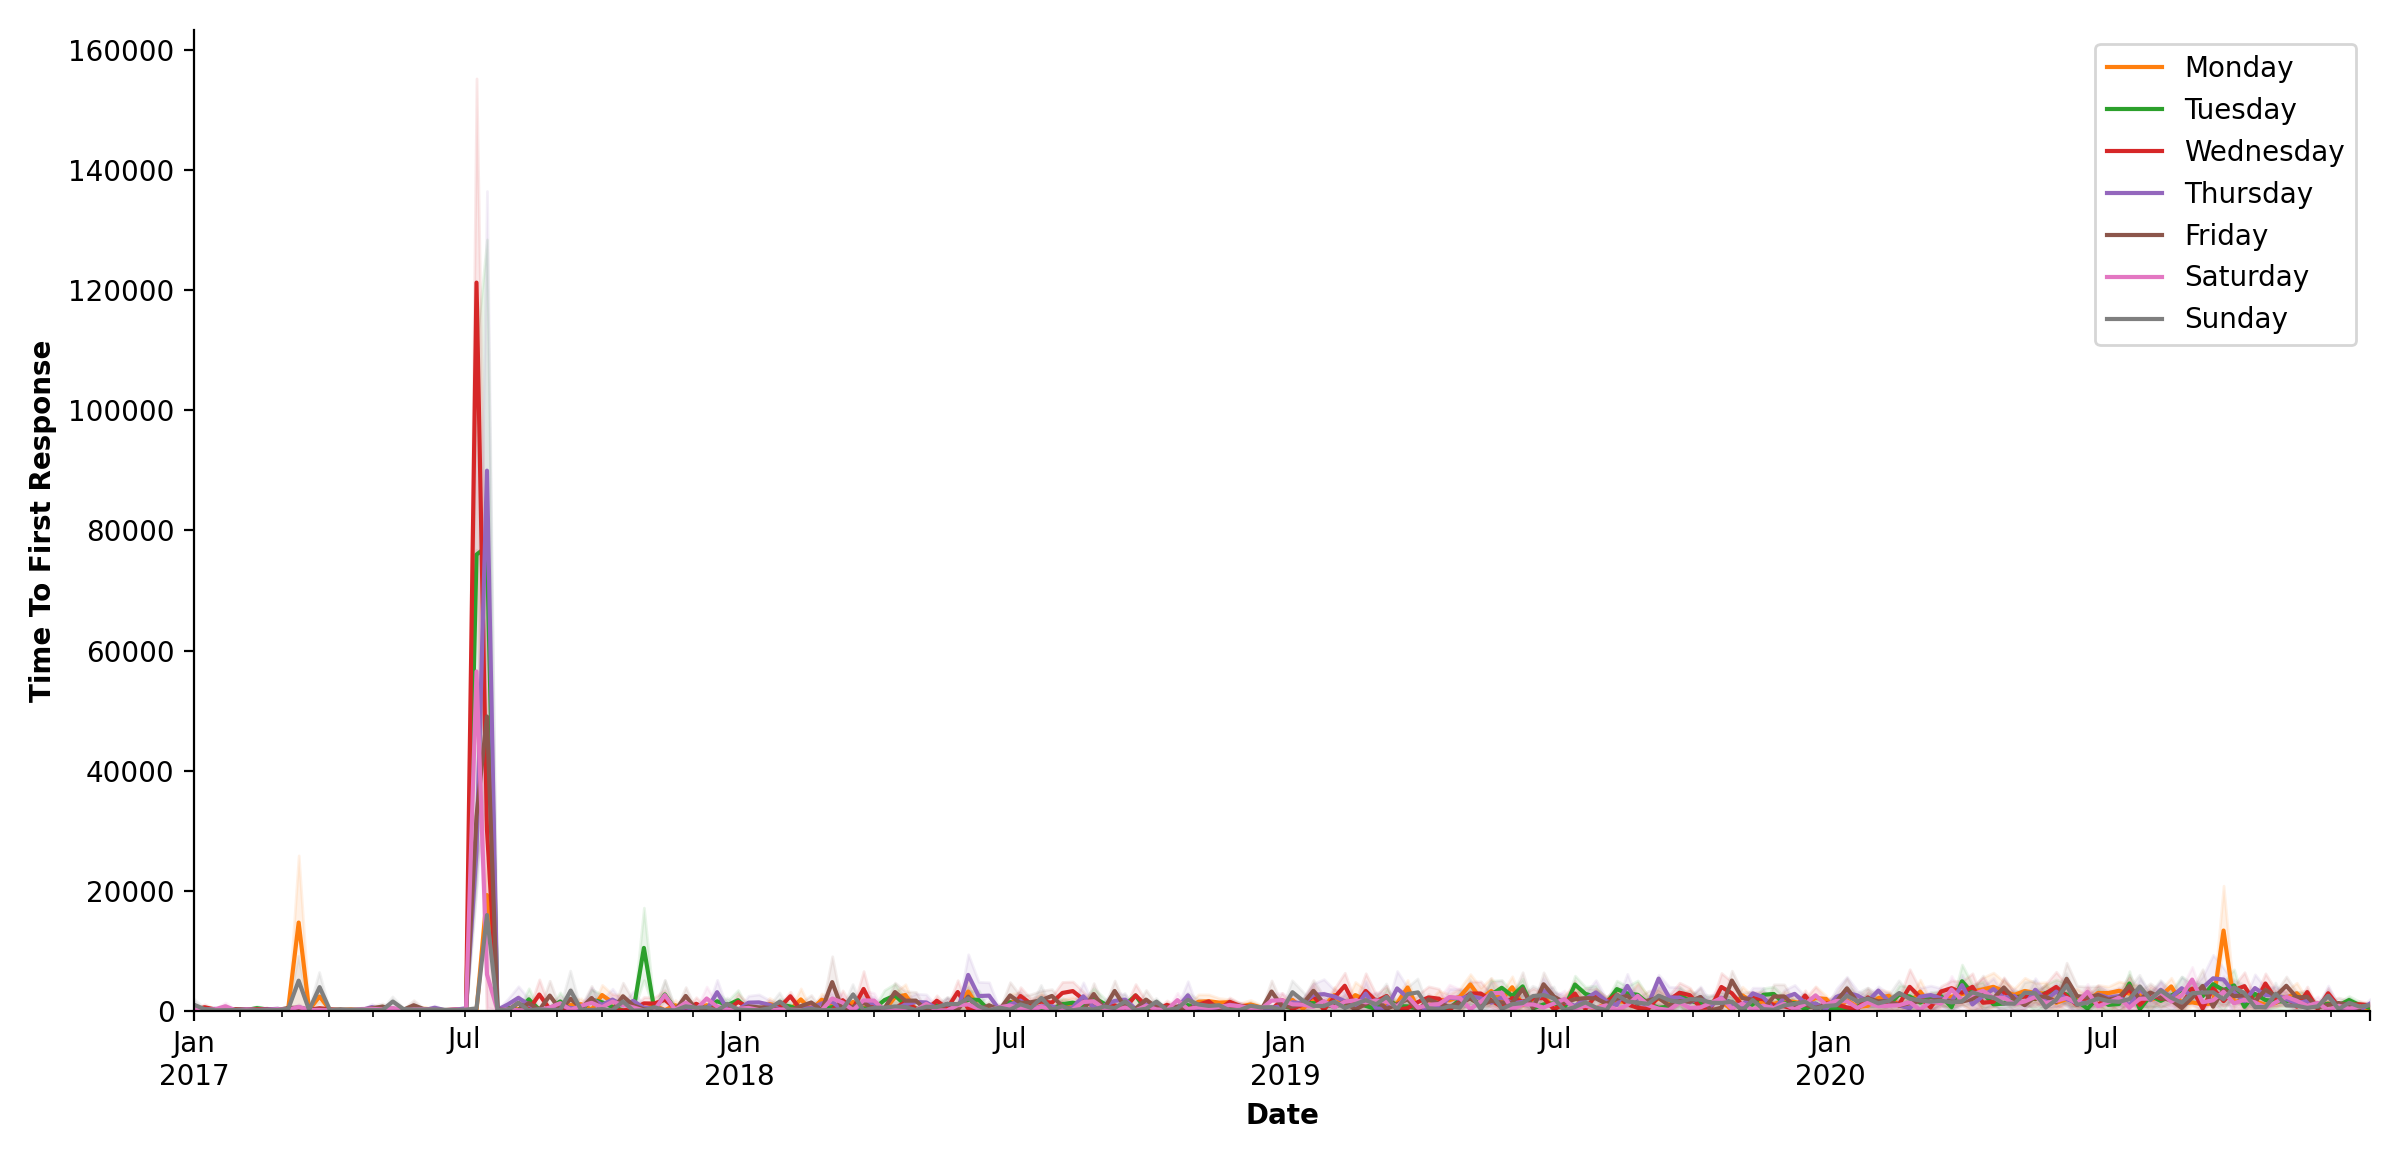 160000
140000
120000
100000
80000
60000
40000
20000
0
Time To First Response
Monday
Tuesday
Wednesday
Thursday
Friday
Saturday
Sunday
Jan Jul Jan Jul Jan Jul Jan Jul
2017 2018 2019 2020
Date